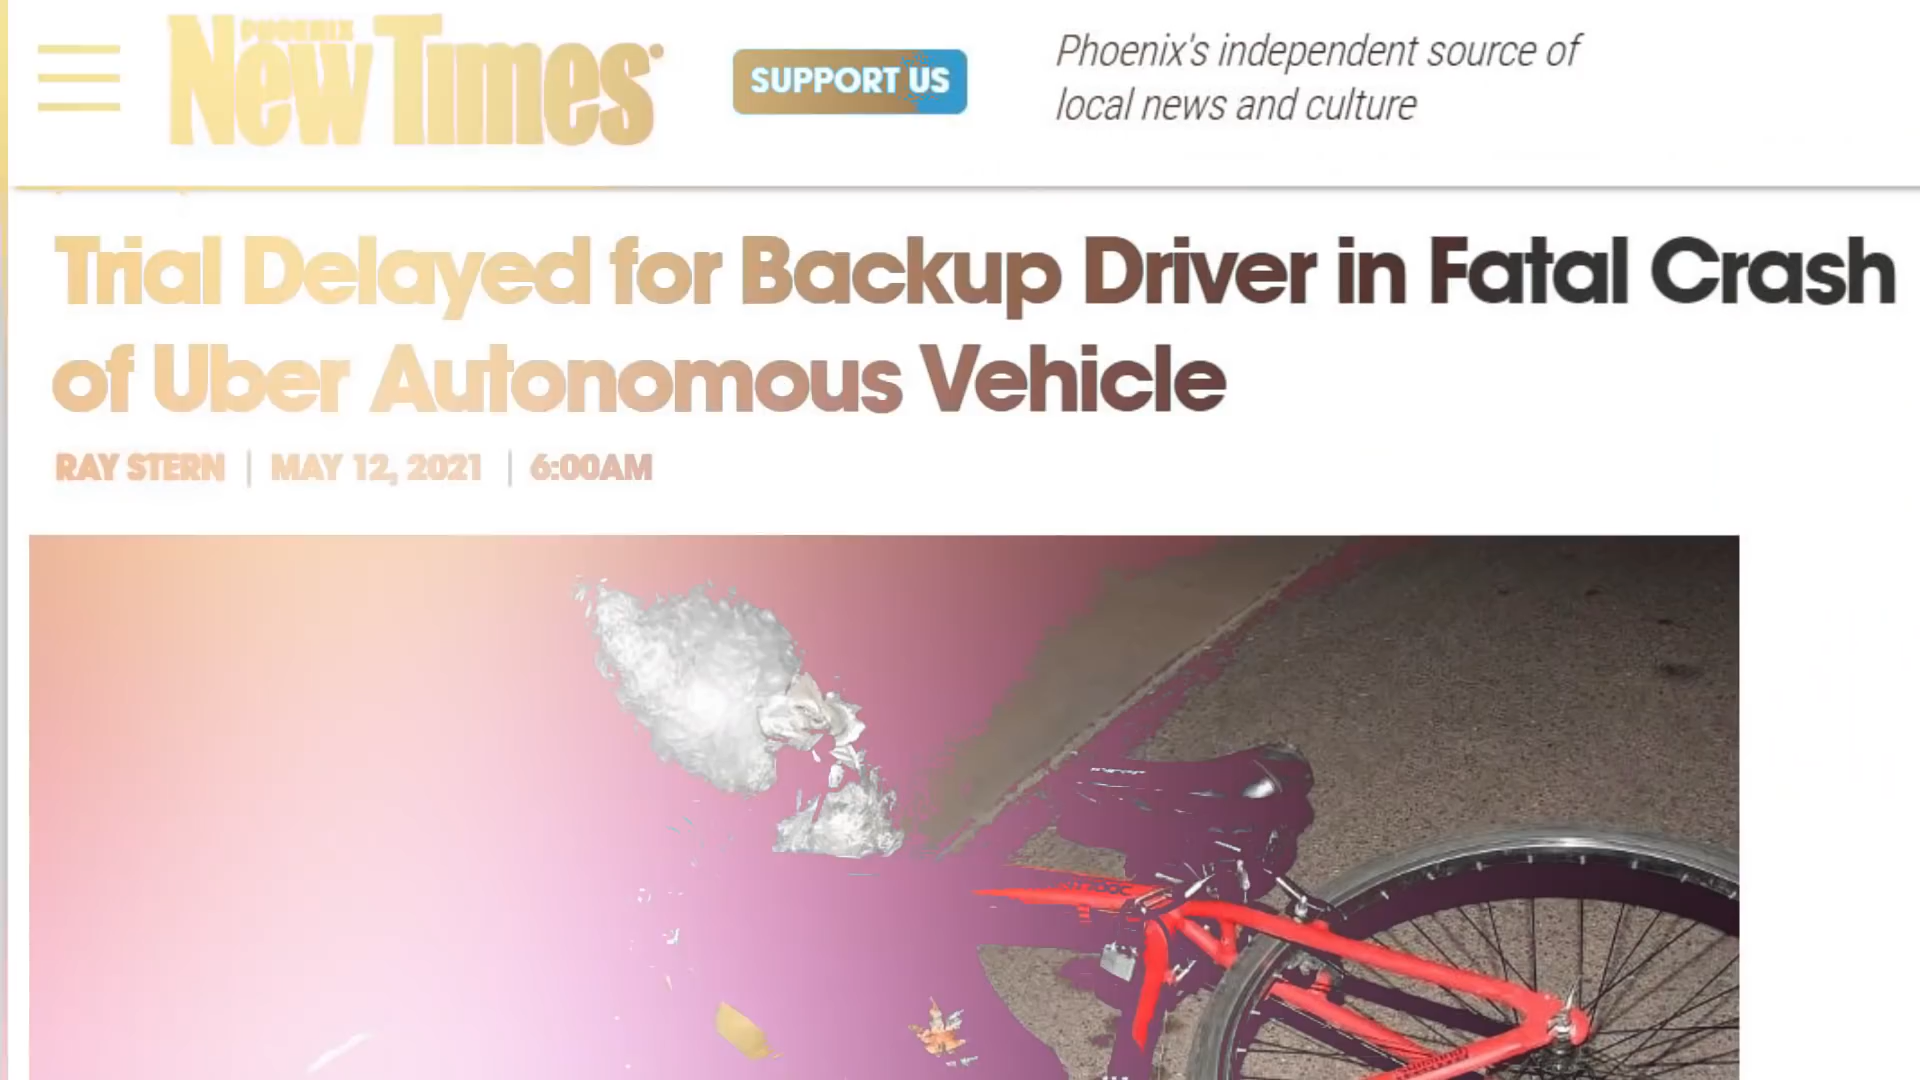 PHOENIX
New Times
SUPPORT US
Phoenix's independent source of
local news and culture
Trial Delayed for Backup Driver in Fatal Crash
of Uber Autonomous Vehicle
RAY STERN | MAY 12, 2021 | 6:00AM